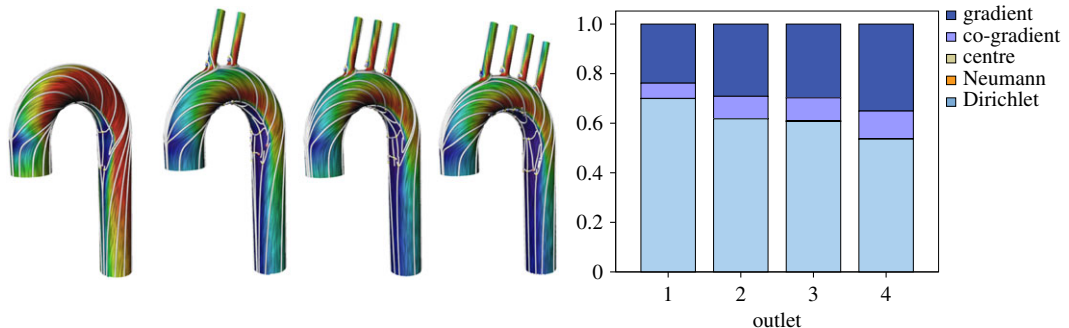 1.0
0.8
0.6
0.4
0.2
0
1 2 3 4
outlet
gradient
co-gradient
centre
Neumann
Dirichlet